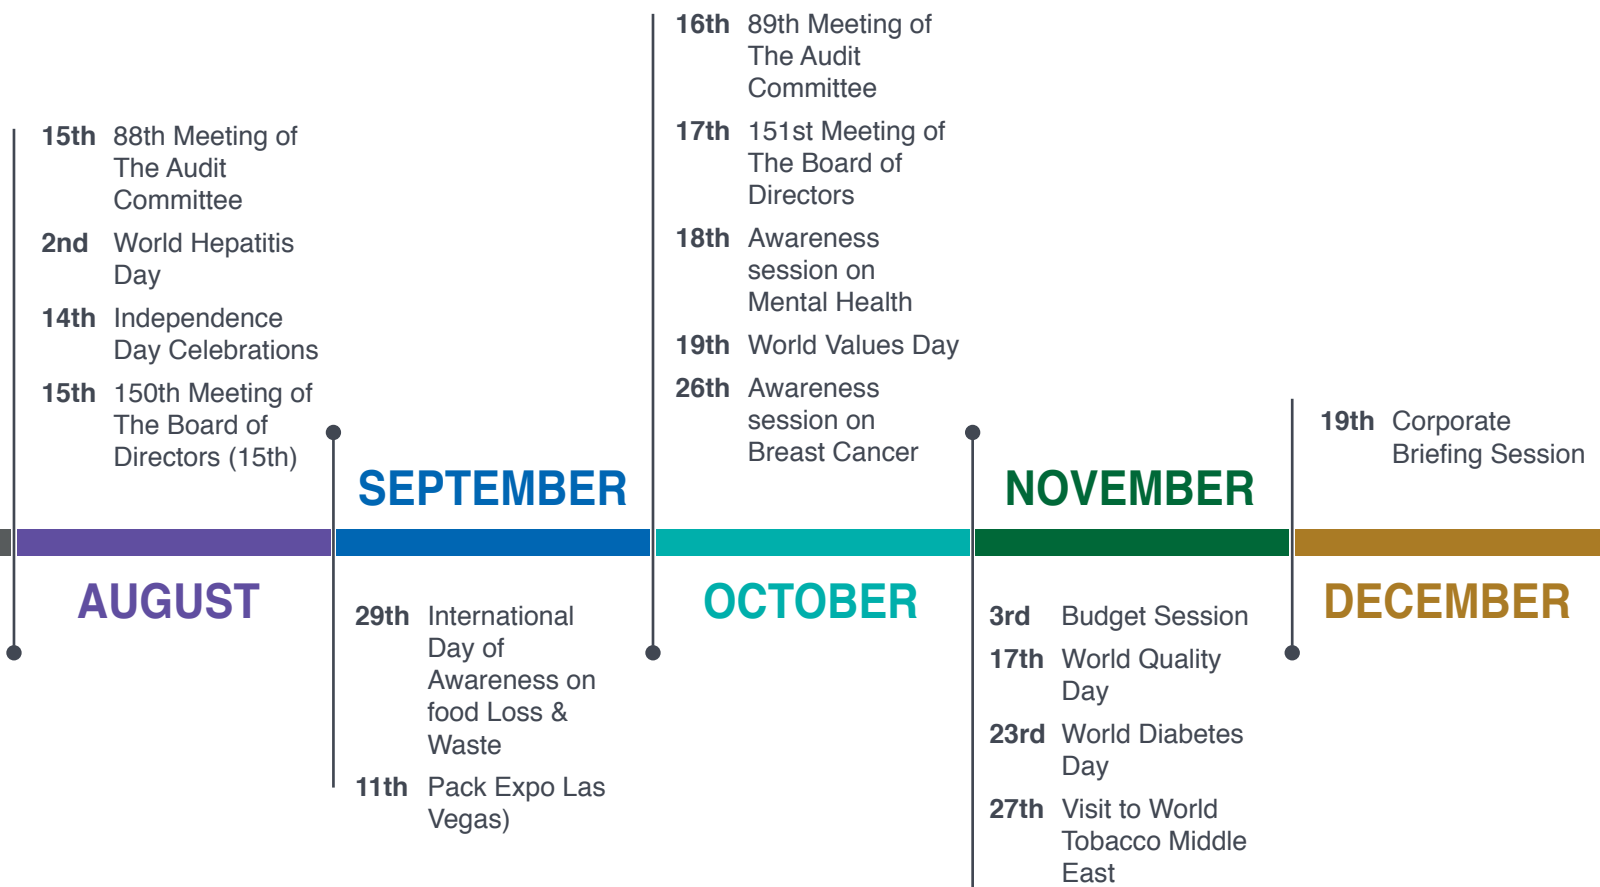 15th 88th Meeting of
The Audit
Committee
2nd World Hepatitis
Day
14th Independence
Day Celebrations
15th 150th Meeting of
The Board of
Directors (15th)
AUGUST
SEPTEMBER
29th International
Day of
Awareness on
food Loss &
Waste
11th Pack Expo Las
Vegas)
16th 89th Meeting of
The Audit
Committee
17th 151st Meeting of
The Board of
Directors
18th Awareness
session on
Mental Health
19th World Values Day
26th Awareness
session on
Breast Cancer
OCTOBER
NOVEMBER
3rd Budget Session
17th World Quality
Day
23rd World Diabetes
Day
27th Visit to World
Tobacco Middle
East
19th Corporate
Briefing Session
DECEMBER